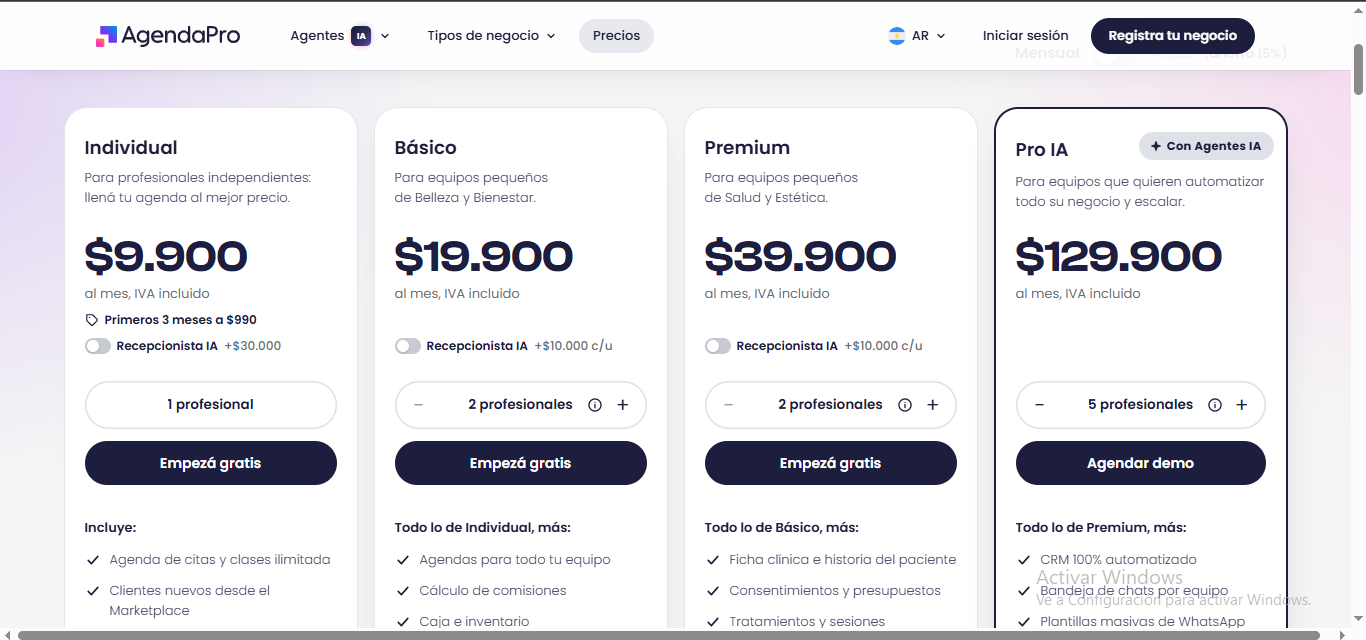 AgendaPro
Agentes IA
Tipos de negocio
Precios
AR
Iniciar sesión
Registra tu negocio
Mensual
15%)
Individual
Para profesionales independientes:
llená tu agenda al mejor precio.
$9.900
al mes, IVA incluido
Primeros 3 meses a $990
Recepcionista IA +$30.000
1 profesional
Empezá gratis
Incluye:
Agenda de citas y clases ilimitada
Clientes nuevos desde el
Marketplace
Básico
Para equipos pequeños
de Belleza y Bienestar.
$19.900
al mes, IVA incluido
Recepcionista IA +$10.000 c/u
− 2 profesionales +
Empezá gratis
Todo lo de Individual, más:
Agendas para todo tu equipo
Cálculo de comisiones
Caja e inventario
Premium
Para equipos pequeños
de Salud y Estética.
$39.900
al mes, IVA incluido
Recepcionista IA +$10.000 c/u
− 2 profesionales +
Empezá gratis
Todo lo de Básico, más:
Ficha clínica e historia del paciente
Consentimientos y presupuestos
Tratamientos y sesiones
Pro IA
Con Agentes IA
Para equipos que quieren automatizar
todo su negocio y escalar.
$129.900
al mes, IVA incluido
− 5 profesionales +
Agendar demo
Todo lo de Premium, más:
CRM 100% automatizado
Bandeja de chats por equipo
Plantillas masivas de WhatsApp
Activar Windows
Ve a Configuración para activar Windows.